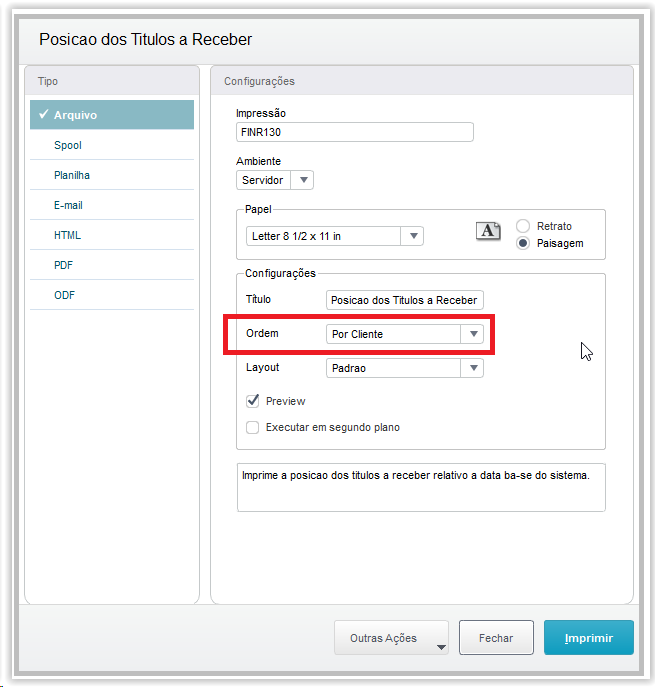 Posicao dos Titulos a Receber
Tipo
Arquivo
Spool
Planilha
E-mail
HTML
PDF
ODF
Configurações
Impressão
FINR130
Ambiente
Servidor
Papel
Letter 8 1/2 x 11 in
A
Retrato
Paisagem
Configurações
Título
Posicao dos Titulos a Receber
Ordem
Por Cliente
Layout
Padrao
Preview
Executar em segundo plano
Imprime a posicao dos titulos a receber relativo a data ba-se do sistema.
Outras Ações
Fechar
Imprimir